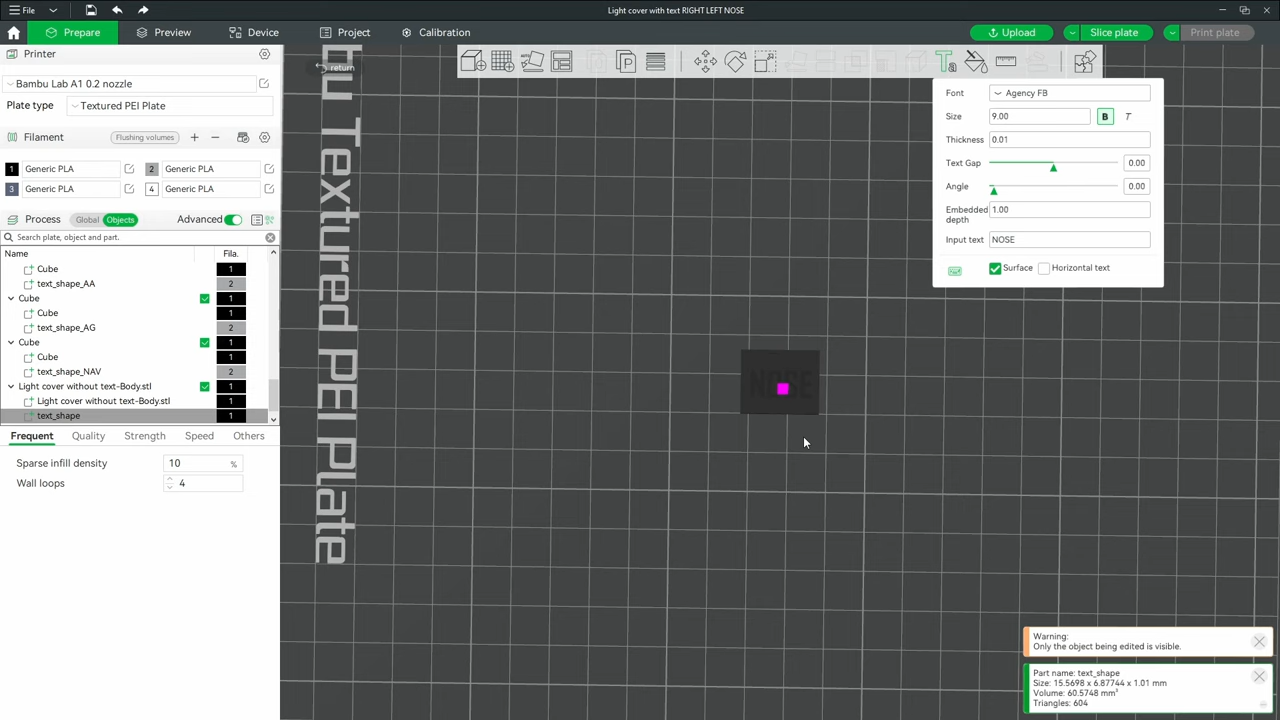 File
Light cover with text RIGHT LEFT NOSE
Prepare
Preview
Device
Project
Calibration
Upload
Slice plate
Print plate
Printer
Bambu Lab A1 0.2 nozzle
Plate type
Textured PEI Plate
Filament
Flushing volumes
1 Generic PLA
2 Generic PLA
3 Generic PLA
4 Generic PLA
Process
Global
Objects
Advanced
Search plate, object and part.
Name
Fila.
Cube 1
text_shape_AA 2
Cube 1
Cube 1
text_shape_AG 2
Cube 1
Cube 1
text_shape_NAV 2
Light cover without text-Body.stl 1
Light cover without text-Body.stl 1
text_shape 1
Frequent
Quality
Strength
Speed
Others
Sparse infill density 10 %
Wall loops 4
return
Textured PEI Plate
NOSE
Font Agency FB
Size 9.00 B T
Thickness 0.01
Text Gap 0.00
Angle 0.00
Embedded depth 1.00
Input text NOSE
Surface
Horizontal text
Warning:
Only the object being edited is visible.
Part name: text_shape
Size: 15.5698 x 6.87744 x 1.01 mm
Volume: 60.5748 mm³
Triangles: 604